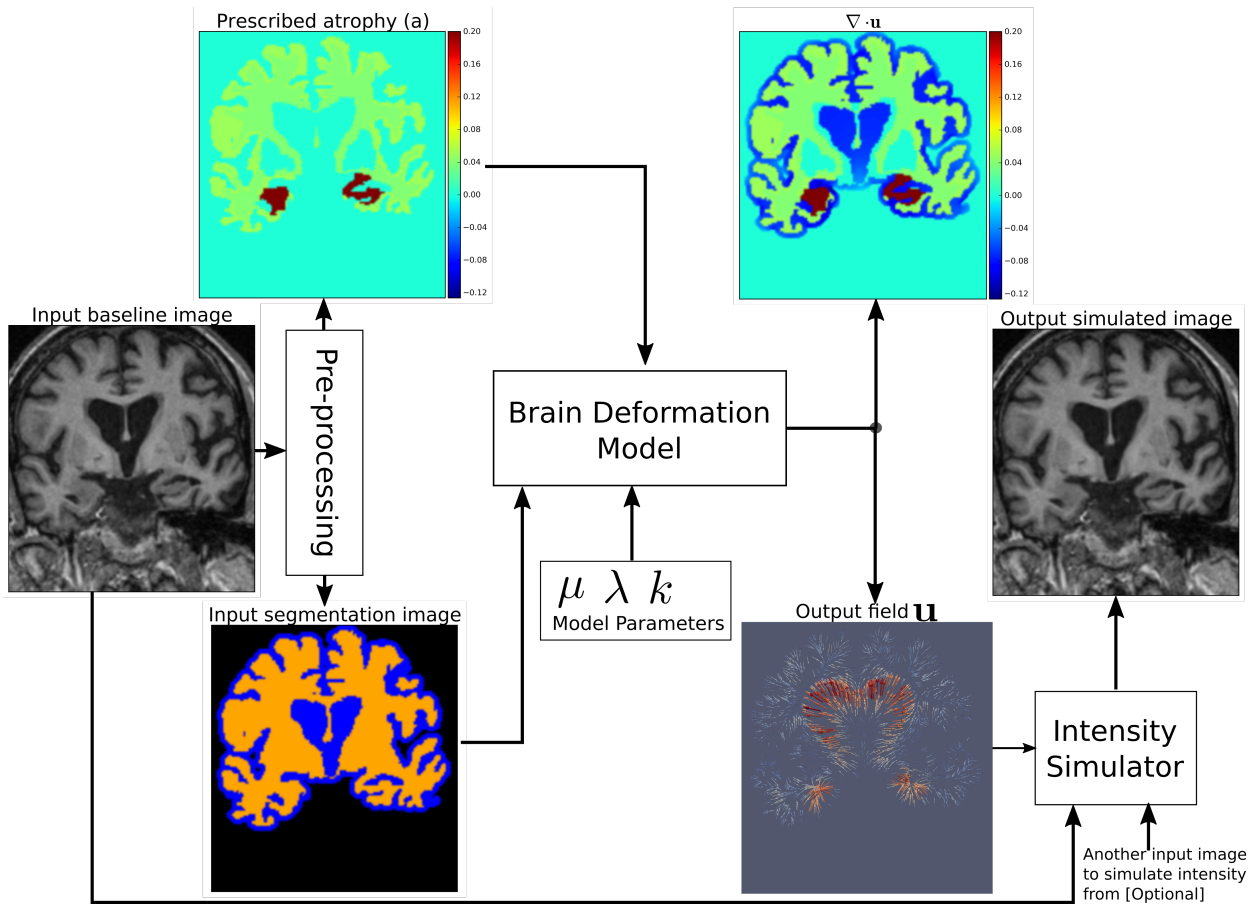 Prescribed atrophy (a)
0.20
0.16
0.12
0.08
0.04
0.00
−0.04
−0.08
−0.12
∇ ·u
0.20
0.16
0.12
0.08
0.04
0.00
−0.04
−0.08
−0.12
Input baseline image
Pre-processing
Brain Deformation
Model
Output simulated image
μ λ k
Model Parameters
Input segmentation image
Output field u
Intensity
Simulator
Another input image
to simulate intensity
from [Optional]